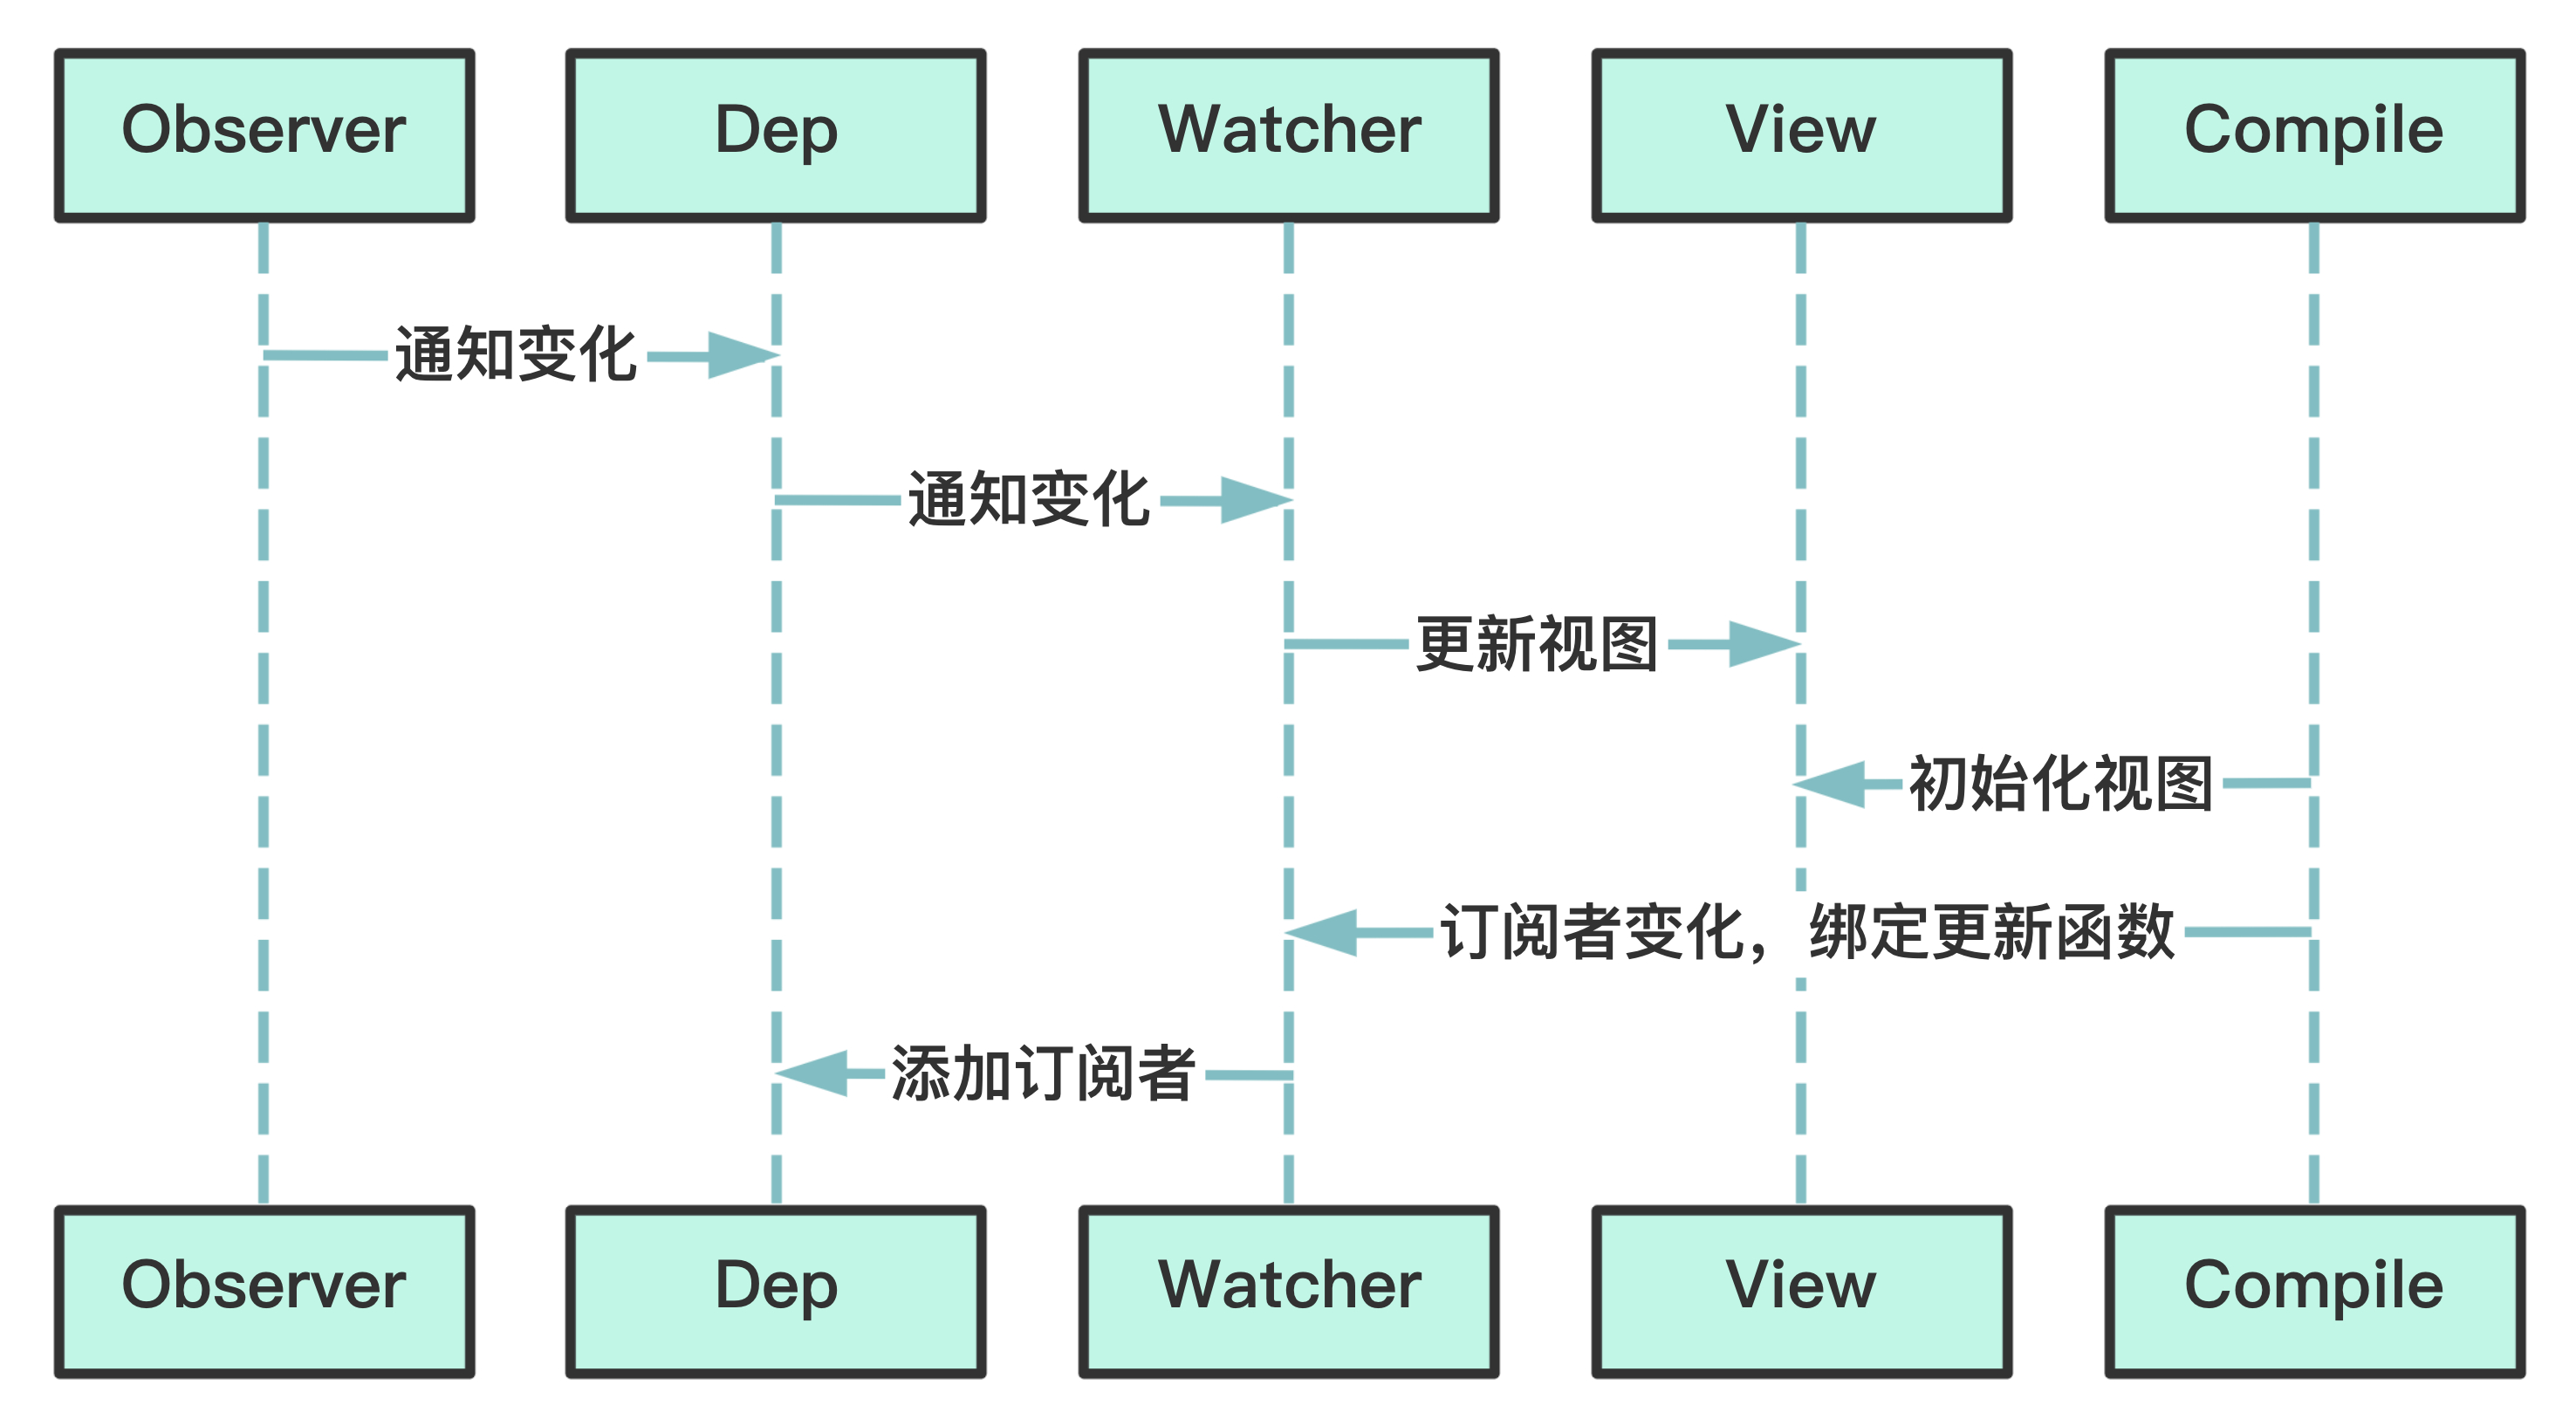 Observer
Dep
Watcher
View
Compile
通知变化
通知变化
更新视图
初始化视图
订阅者变化，绑定更新函数
添加订阅者
Observer
Dep
Watcher
View
Compile